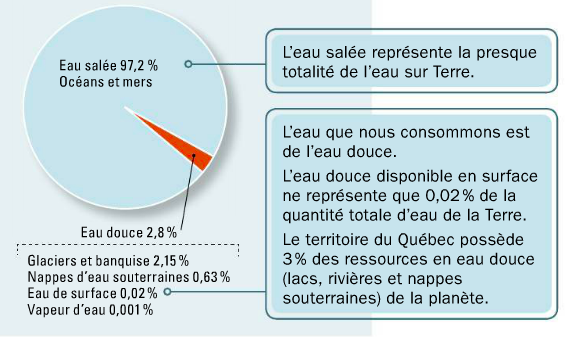 Eau salée 97,2 %
Océans et mers
L'eau salée représente la presque
totalité de l'eau sur Terre.
Eau douce 2,8 %
Glaciers et banquise 2,15 %
Nappes d'eau souterraines 0,63 %
Eau de surface 0,02 %
Vapeur d'eau 0,001 %
L'eau que nous consommons est
de l'eau douce.
L'eau douce disponible en surface
ne représente que 0,02 % de la
quantité totale d'eau de la Terre.
Le territoire du Québec possède
3 % des ressources en eau douce
(lacs, rivières et nappes
souterraines) de la planète.